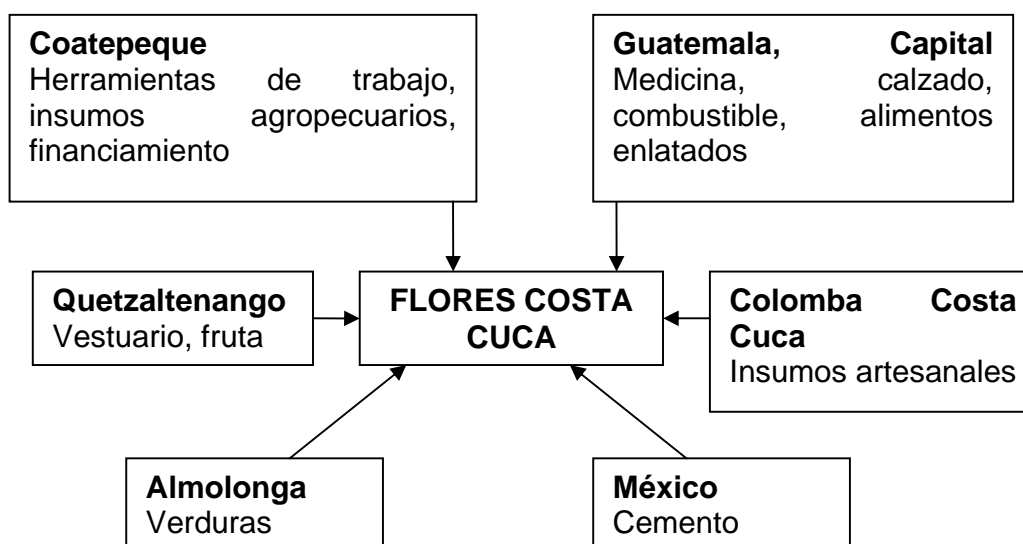 Coatepeque
Herramientas de trabajo,
insumos agropecuarios,
financiamiento
Guatemala, Capital
Medicina, calzado,
combustible, alimentos
enlatados
Quetzaltenango
Vestuario, fruta
FLORES COSTA
CUCA
Colomba Costa
Cuca
Insumos artesanales
Almolonga
Verduras
México
Cemento